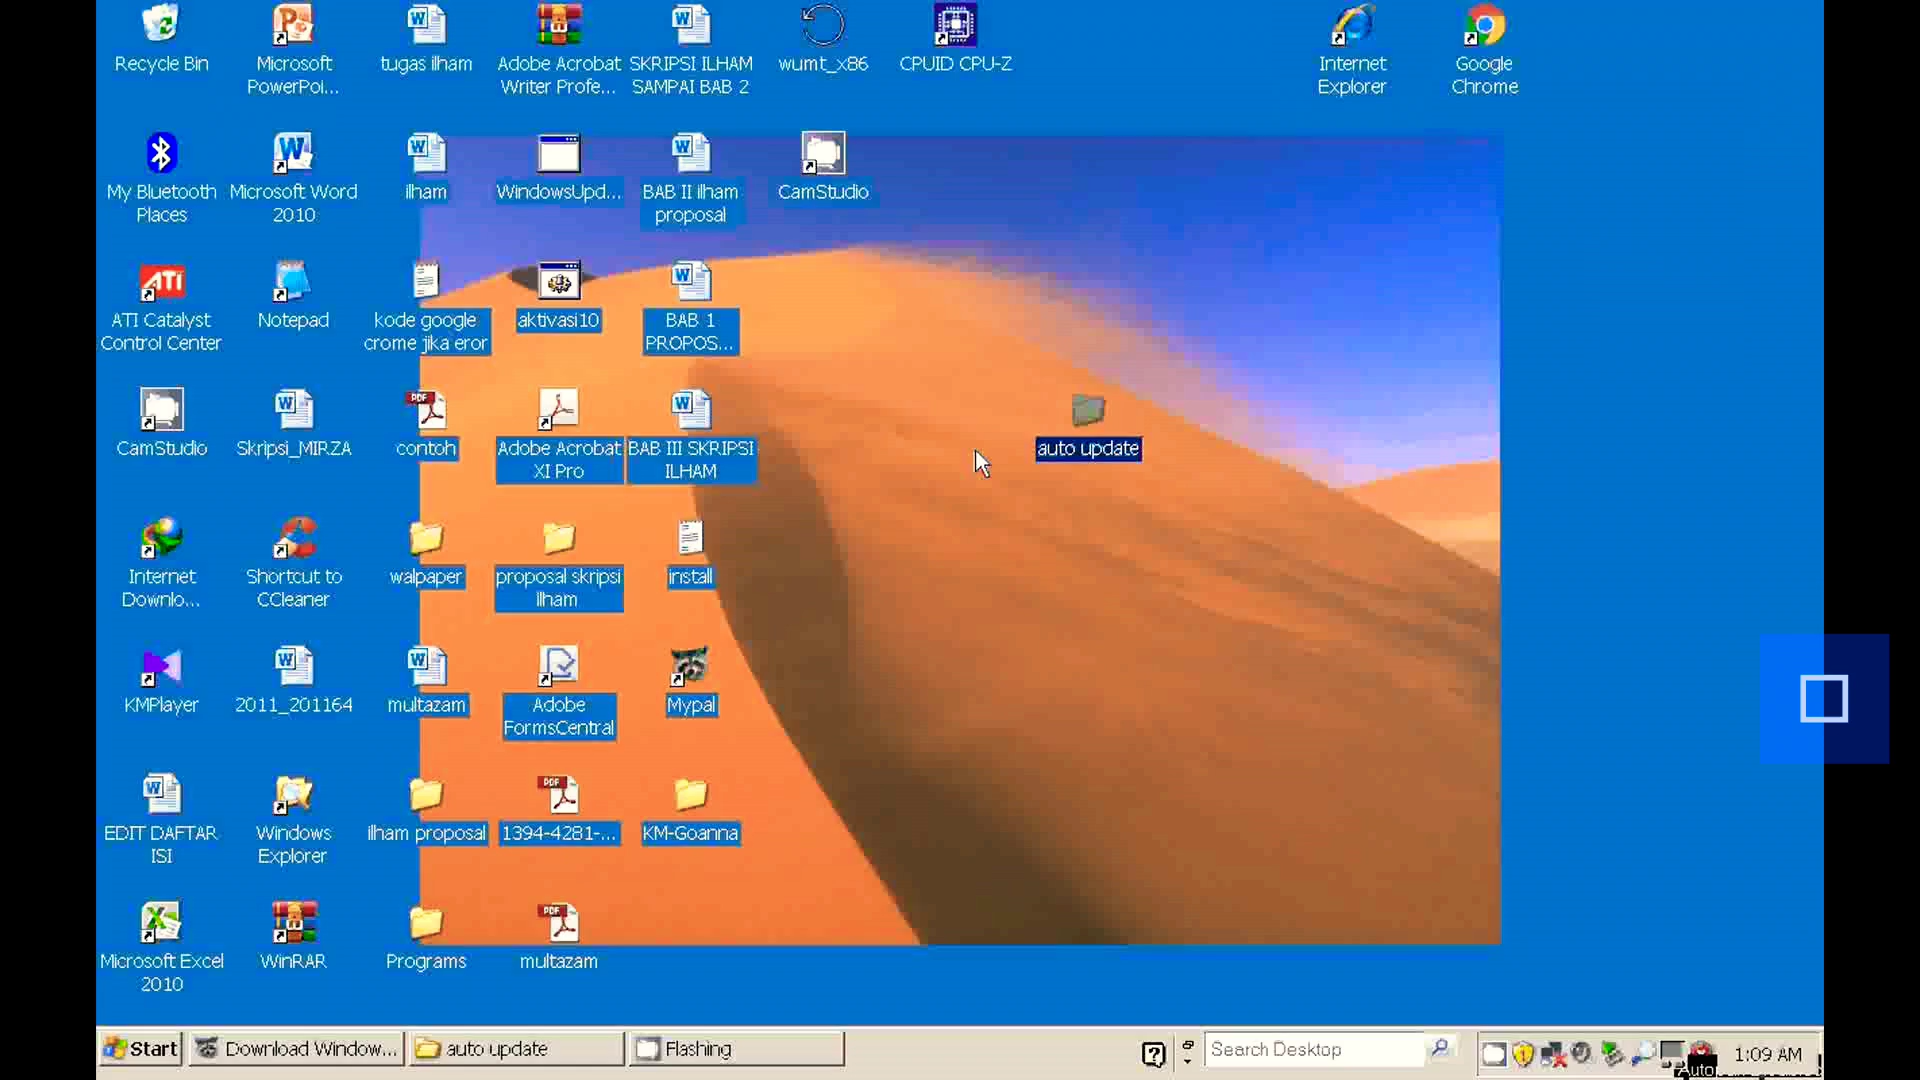 Recycle Bin
Microsoft
PowerPoi...
tugas ilham
Adobe Acrobat
Writer Profe...
SKRIPSI ILHAM
SAMPAI BAB 2
wumt_x86
CPUID CPU-Z
Internet
Explorer
Google
Chrome
My Bluetooth
Places
Microsoft Word
2010
ilham
WindowsUpd...
BAB II ilham
proposal
CamStudio
ATI Catalyst
Control Center
Notepad
kode google
crome jika eror
aktivasi10
BAB 1
PROPOS...
CamStudio
Skripsi_MIRZA
contoh
Adobe Acrobat
XI Pro
BAB III SKRIPSI
ILHAM
auto update
Internet
Downlo...
Shortcut to
CCleaner
walpaper
proposal skripsi
ilham
install
KMPlayer
2011_201164
multazam
Adobe
FormsCentral
Mypal
EDIT DAFTAR
ISI
Windows
Explorer
ilham proposal
1394-4281-...
KM-Goanna
Microsoft Excel
2010
WinRAR
Programs
multazam
Start
Download Window...
auto update
Flashing
Search Desktop
1:09 AM